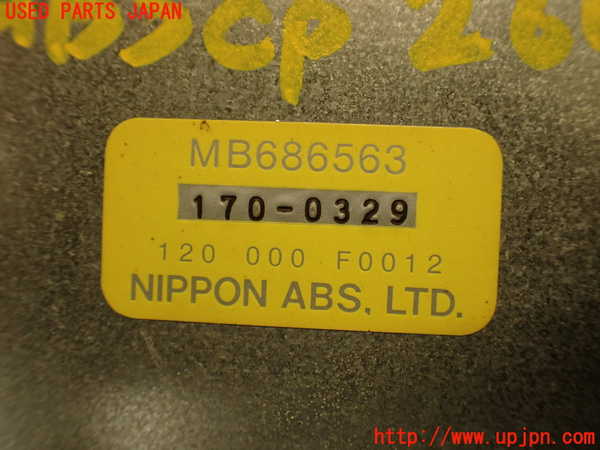 USED PARTS JAPAN
MB686563
170-0329
120 000 F0012
NIPPON ABS, LTD.
http://www.upjpn.com